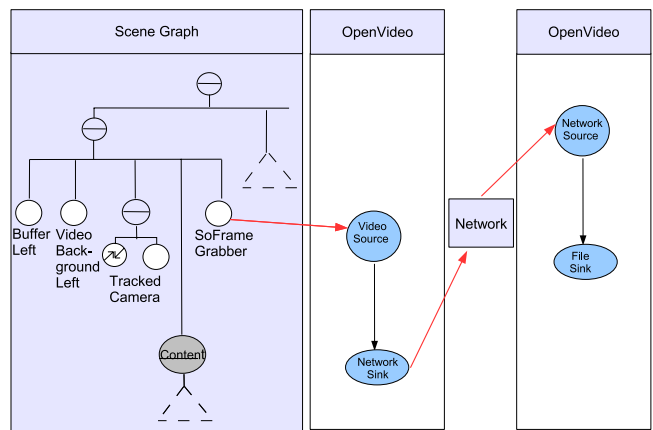 Scene Graph
OpenVideo
OpenVideo
Buffer
Left
Video
Back-
ground
Left
Tracked
Camera
SoFrame
Grabber
Content
Video
Source
Network
Sink
Network
Network
Source
File
Sink